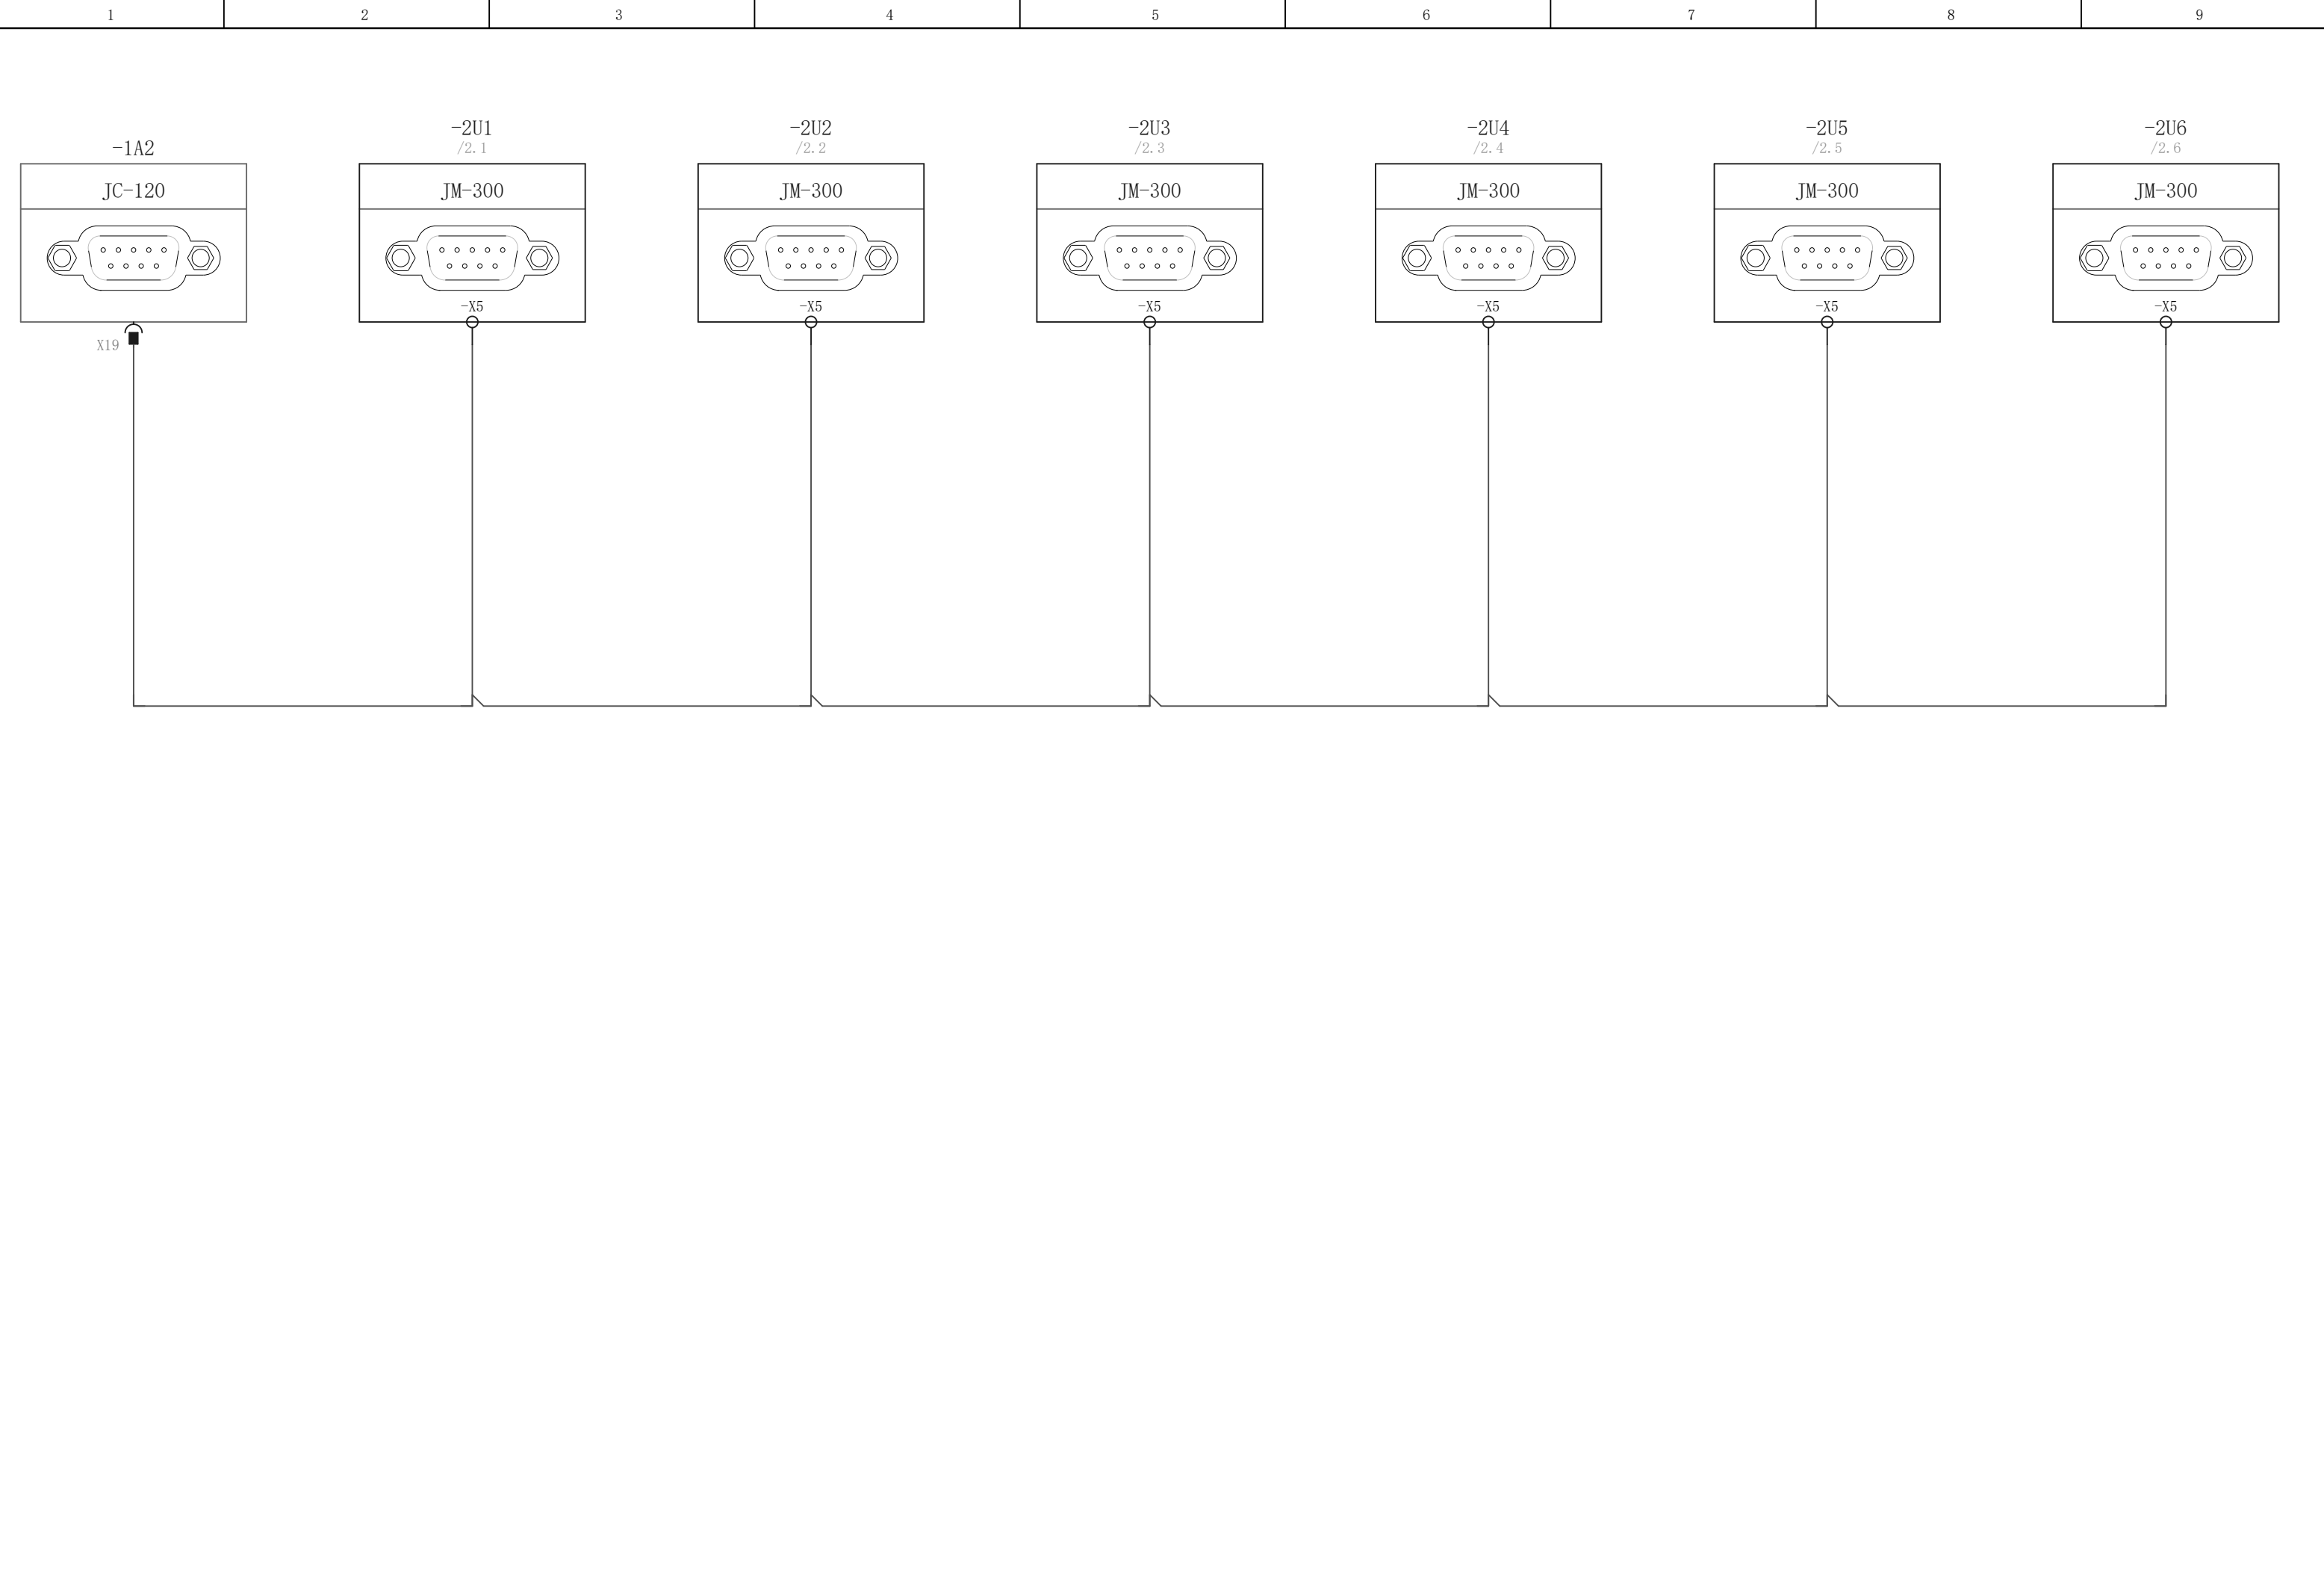 1 2 3 4 5 6 7 8 9
-2U1 -2U2 -2U3 -2U4 -2U5 -2U6
-1A2 /2.1 /2.2 /2.3 /2.4 /2.5 /2.6
JC-120 JM-300 JM-300 JM-300 JM-300 JM-300 JM-300
-X5 -X5 -X5 -X5 -X5 -X5
X19